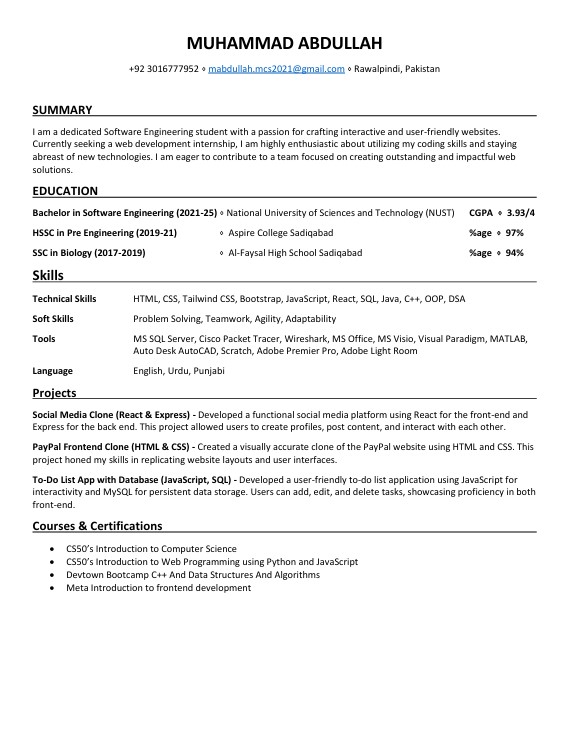 MUHAMMAD ABDULLAH
+92 3016777952 ⋄ mabdullah.mcs2021@gmail.com ⋄ Rawalpindi, Pakistan
SUMMARY
I am a dedicated Software Engineering student with a passion for crafting interactive and user-friendly websites.
Currently seeking a web development internship, I am highly enthusiastic about utilizing my coding skills and staying
abreast of new technologies. I am eager to contribute to a team focused on creating outstanding and impactful web
solutions.
EDUCATION
Bachelor in Software Engineering (2021-25) ⋄ National University of Sciences and Technology (NUST) CGPA ⋄ 3.93/4
HSSC in Pre Engineering (2019-21) ⋄ Aspire College Sadiqabad %age ⋄ 97%
SSC in Biology (2017-2019) ⋄ Al-Faysal High School Sadiqabad %age ⋄ 94%
Skills
Technical Skills HTML, CSS, Tailwind CSS, Bootstrap, JavaScript, React, SQL, Java, C++, OOP, DSA
Soft Skills Problem Solving, Teamwork, Agility, Adaptability
Tools MS SQL Server, Cisco Packet Tracer, Wireshark, MS Office, MS Visio, Visual Paradigm, MATLAB,
Auto Desk AutoCAD, Scratch, Adobe Premier Pro, Adobe Light Room
Language English, Urdu, Punjabi
Projects
Social Media Clone (React & Express) - Developed a functional social media platform using React for the front-end and
Express for the back end. This project allowed users to create profiles, post content, and interact with each other.
PayPal Frontend Clone (HTML & CSS) - Created a visually accurate clone of the PayPal website using HTML and CSS. This
project honed my skills in replicating website layouts and user interfaces.
To-Do List App with Database (JavaScript, SQL) - Developed a user-friendly to-do list application using JavaScript for
interactivity and MySQL for persistent data storage. Users can add, edit, and delete tasks, showcasing proficiency in both
front-end.
Courses & Certifications
• CS50’s Introduction to Computer Science
• CS50’s Introduction to Web Programming using Python and JavaScript
• Devtown Bootcamp C++ And Data Structures And Algorithms
• Meta Introduction to frontend development